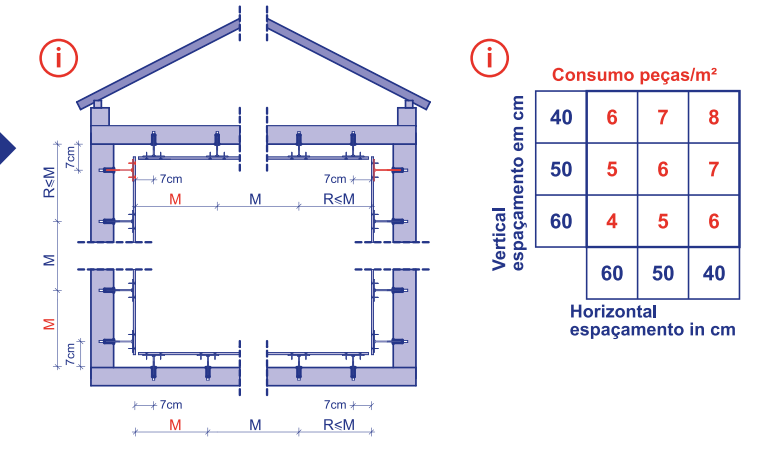 i
7cm
R≤M
M
M
7cm
7cm
7cm
M
M
R≤M
7cm
7cm
M
M
R≤M
i
Consumo peças/m²
Vertical
espaçamento em cm
40 6 7 8
50 5 6 7
60 4 5 6
60 50 40
Horizontal
espaçamento in cm